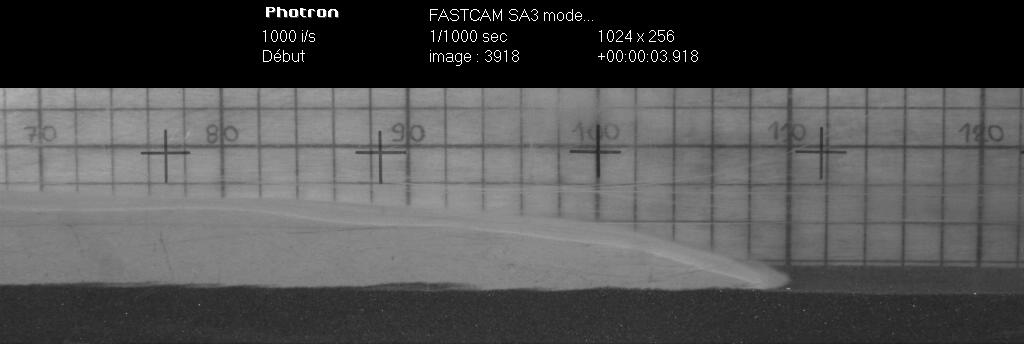 Photron FASTCAM SA3 mode...
1000 i/s 1/1000 sec 1024 x 256
Début image : 3918 +00:00:03.918
70 80 90 100 110 120